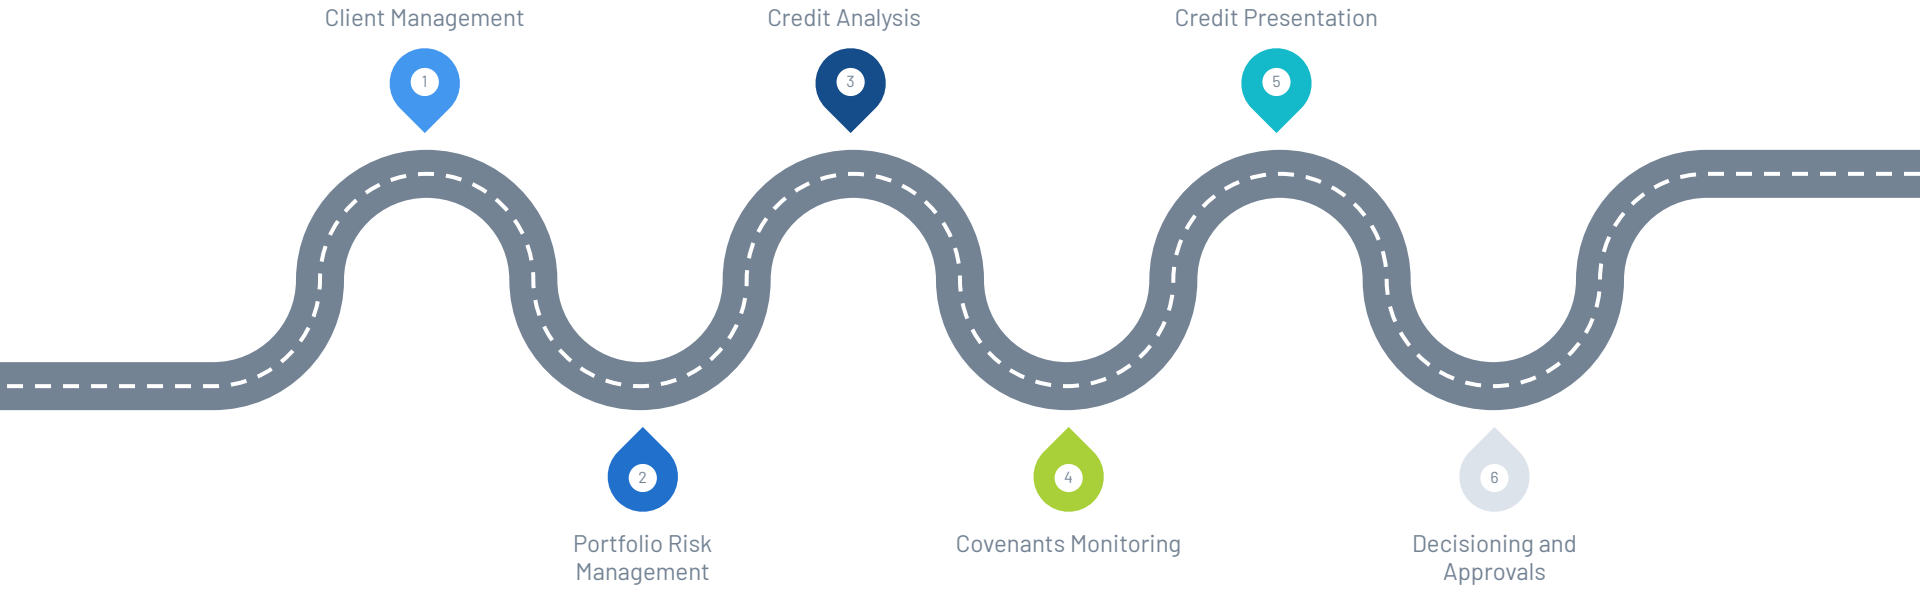 Client Management
1
Portfolio Risk
Management
2
Credit Analysis
3
Covenants Monitoring
4
Credit Presentation
5
Decisioning and
Approvals
6